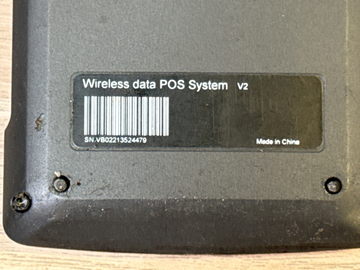 Wireless data POS System V2
SN.VB02213524479
Made in China